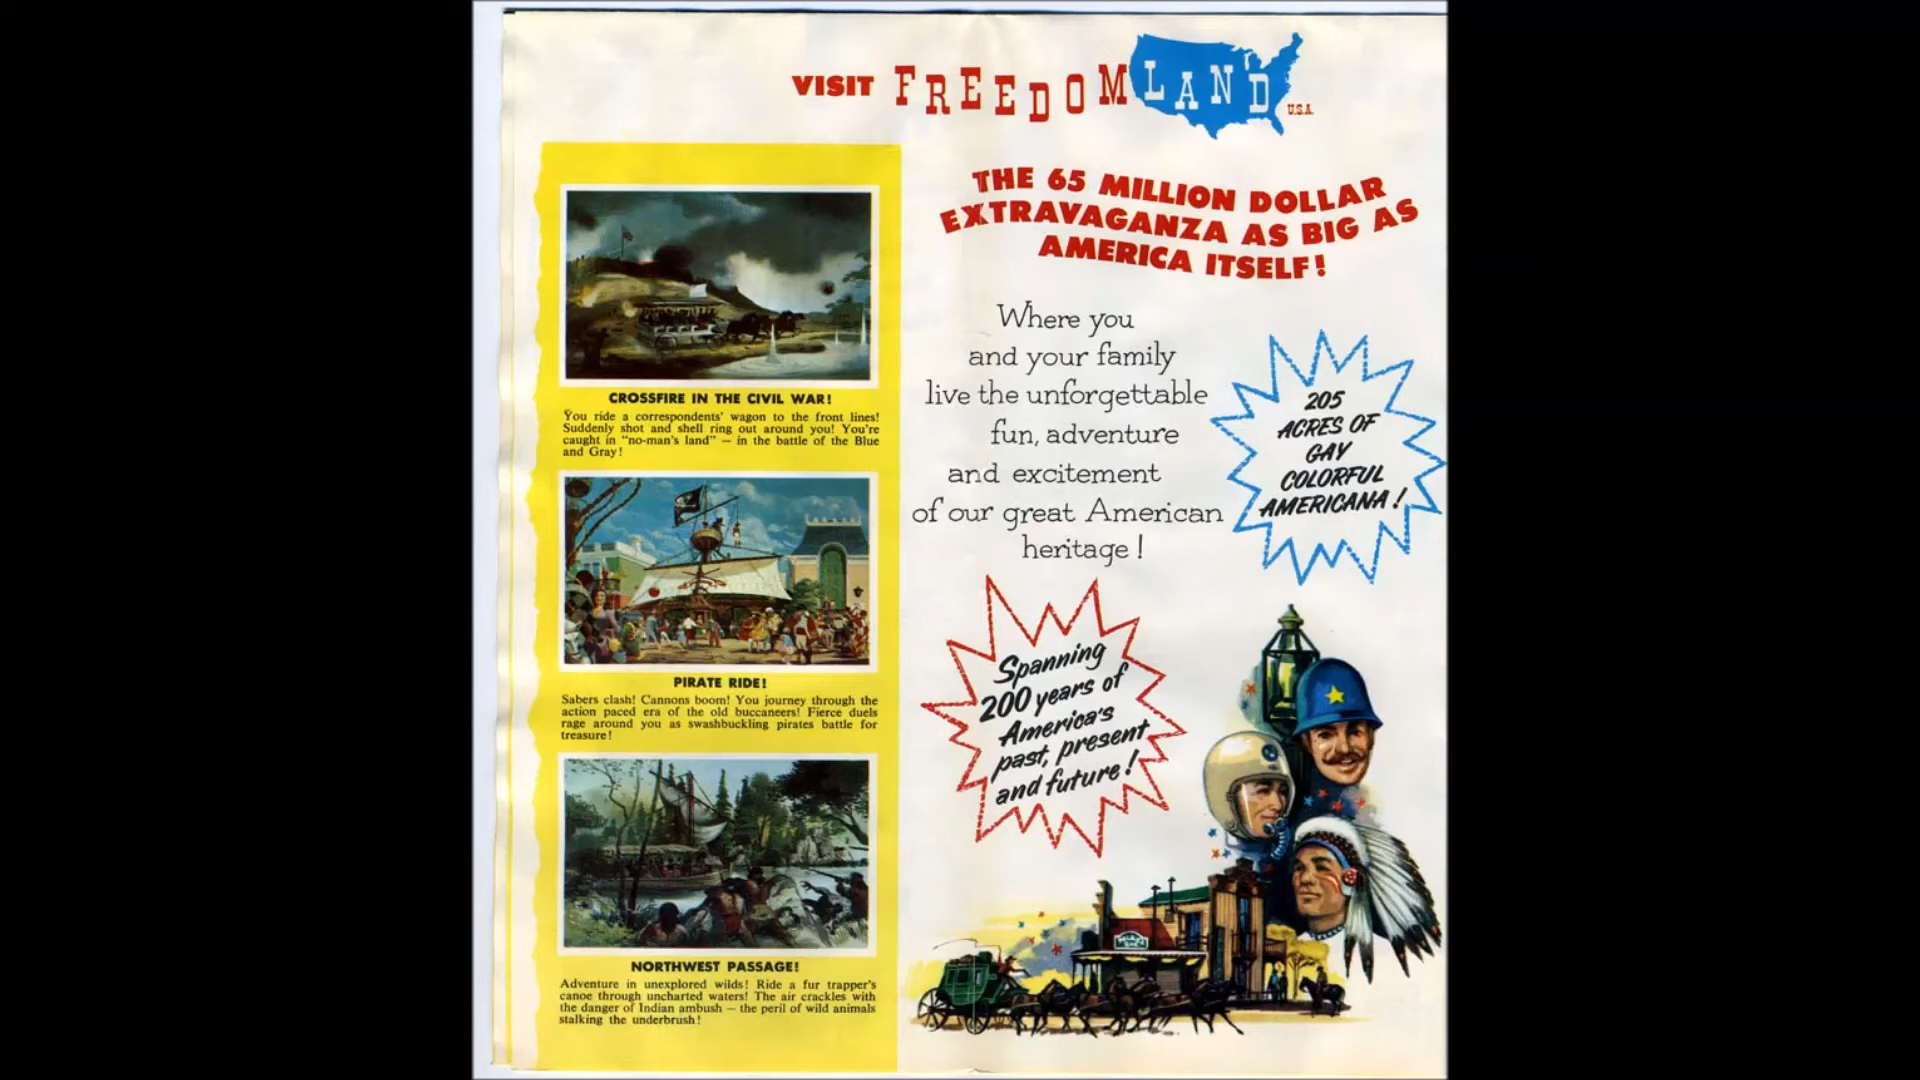 VISIT FREEDOMLAND U.S.A.
THE 65 MILLION DOLLAR
EXTRAVAGANZA AS BIG AS
AMERICA ITSELF!
CROSSFIRE IN THE CIVIL WAR!
You ride a correspondents' wagon to the front lines!
Suddenly shot and shell ring out around you! You're
caught in "no-man's land" — in the battle of the Blue
and Gray!
PIRATE RIDE!
Sabers clash! Cannons boom! You journey through the
action paced era of the old buccaneers! Fierce duels
rage around you as swashbuckling pirates battle for
treasure!
NORTHWEST PASSAGE!
Adventure in unexplored wilds! Ride a fur trapper's
canoe through uncharted waters! The air crackles with
the danger of Indian ambush — the peril of wild animals
stalking the underbrush!
Where you
and your family
live the unforgettable
fun, adventure
and excitement
of our great American
heritage!
205
ACRES OF
GAY
COLORFUL
AMERICANA!
Spanning
200 years of
America's
past, present
and future!